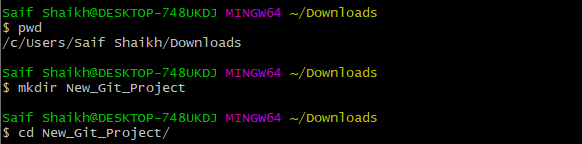 Saif Shaikh@DESKTOP-748UKDJ MINGW64 ~/Downloads
$ pwd
/c/Users/Saif Shaikh/Downloads
Saif Shaikh@DESKTOP-748UKDJ MINGW64 ~/Downloads
$ mkdir New_Git_Project
Saif Shaikh@DESKTOP-748UKDJ MINGW64 ~/Downloads
$ cd New_Git_Project/